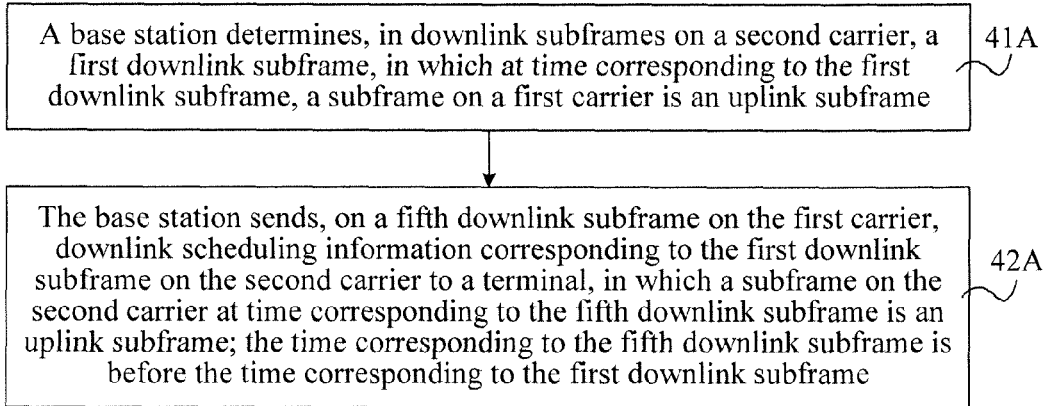 A base station determines, in downlink subframes on a second carrier, a
first downlink subframe, in which at time corresponding to the first
downlink subframe, a subframe on a first carrier is an uplink subframe
41A
The base station sends, on a fifth downlink subframe on the first carrier,
downlink scheduling information corresponding to the first downlink
subframe on the second carrier to a terminal, in which a subframe on the
second carrier at time corresponding to the fifth downlink subframe is an
uplink subframe; the time corresponding to the fifth downlink subframe is
before the time corresponding to the first downlink subframe
42A